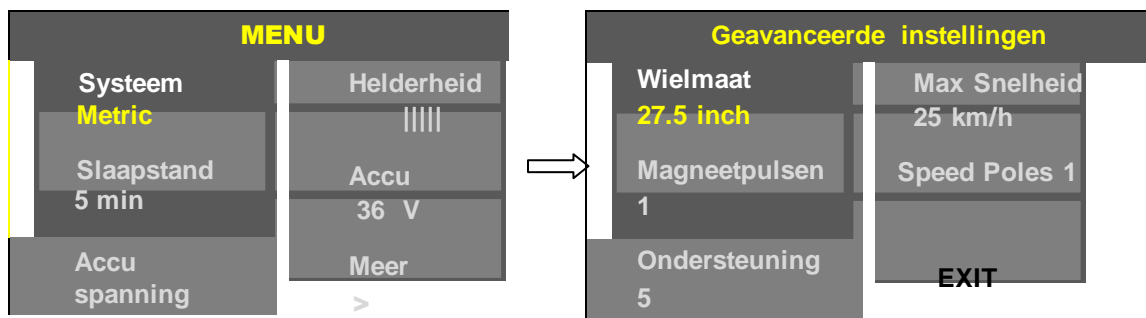 MENU
Systeem
Metric
Slaapstand
5 min
Accu
spanning
Helderheid
|||||
Accu
36 V
Meer
>
Geavanceerde instellingen
Wielmaat
27.5 inch
Magneetpulsen
1
Ondersteuning
5
Max Snelheid
25 km/h
Speed Poles 1
EXIT